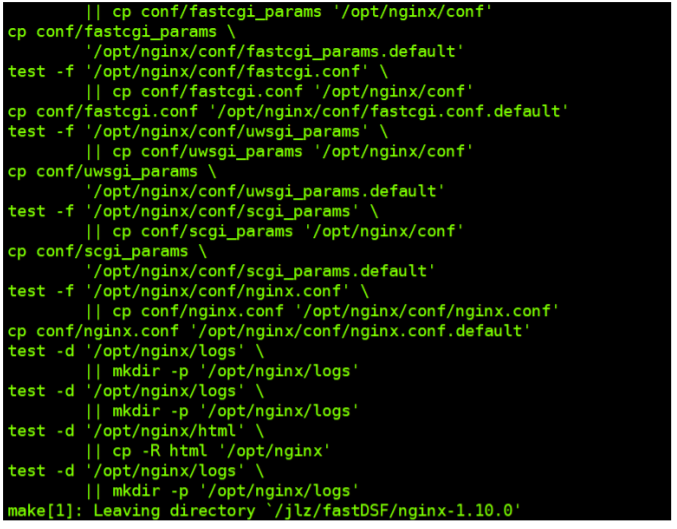 || cp conf/fastcgi_params '/opt/nginx/conf'
cp conf/fastcgi_params \
'/opt/nginx/conf/fastcgi_params.default'
test -f '/opt/nginx/conf/fastcgi.conf' \
|| cp conf/fastcgi.conf '/opt/nginx/conf'
cp conf/fastcgi.conf '/opt/nginx/conf/fastcgi.conf.default'
test -f '/opt/nginx/conf/uwsgi_params' \
|| cp conf/uwsgi_params '/opt/nginx/conf'
cp conf/uwsgi_params \
'/opt/nginx/conf/uwsgi_params.default'
test -f '/opt/nginx/conf/scgi_params' \
|| cp conf/scgi_params '/opt/nginx/conf'
cp conf/scgi_params \
'/opt/nginx/conf/scgi_params.default'
test -f '/opt/nginx/conf/nginx.conf' \
|| cp conf/nginx.conf '/opt/nginx/conf/nginx.conf'
cp conf/nginx.conf '/opt/nginx/conf/nginx.conf.default'
test -d '/opt/nginx/logs' \
|| mkdir -p '/opt/nginx/logs'
test -d '/opt/nginx/logs' \
|| mkdir -p '/opt/nginx/logs'
test -d '/opt/nginx/html' \
|| cp -R html '/opt/nginx'
test -d '/opt/nginx/logs' \
|| mkdir -p '/opt/nginx/logs'
make[1]: Leaving directory `/jlz/fastDSF/nginx-1.10.0'